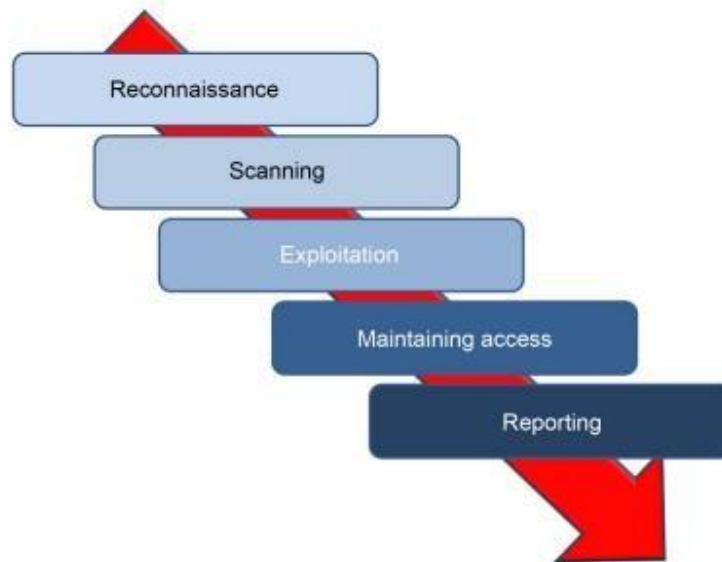 Reconnaissance
Scanning
Exploitation
Maintaining access
Reporting